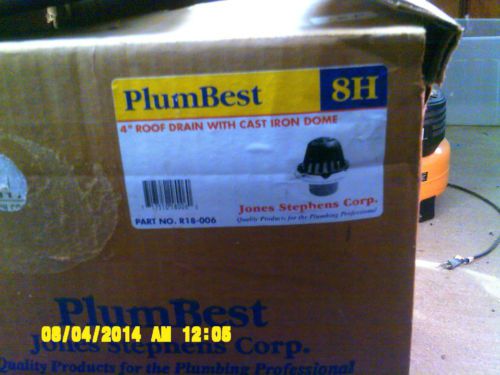 PlumBest 8H
4" ROOF DRAIN WITH CAST IRON DOME
PART NO. R18-006
Jones Stephens Corp.
Quality Products for the Plumbing Professional
PlumBest
Jones Stephens Corp.
Quality Products for the Plumbing Professional
08/04/2014 AM 12:05